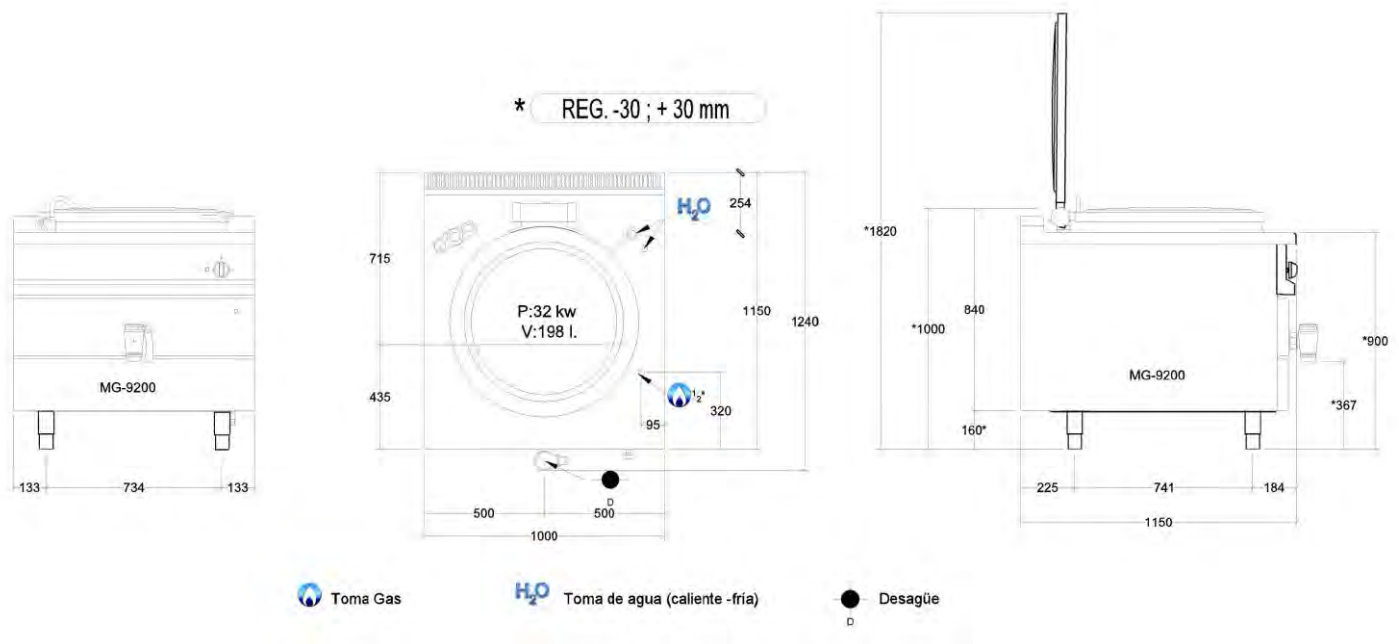 * REG. -30 ; + 30 mm
MG-9200
133
734
133
H2O
254
715
P:32 kw
V:198 l.
1150
1240
435
1/2"
320
95
D
500
500
1000
*1820
*1000
840
*900
MG-9200
*367
160*
225
741
184
1150
Toma Gas
H2O Toma de agua (caliente -fría)
D Desagüe